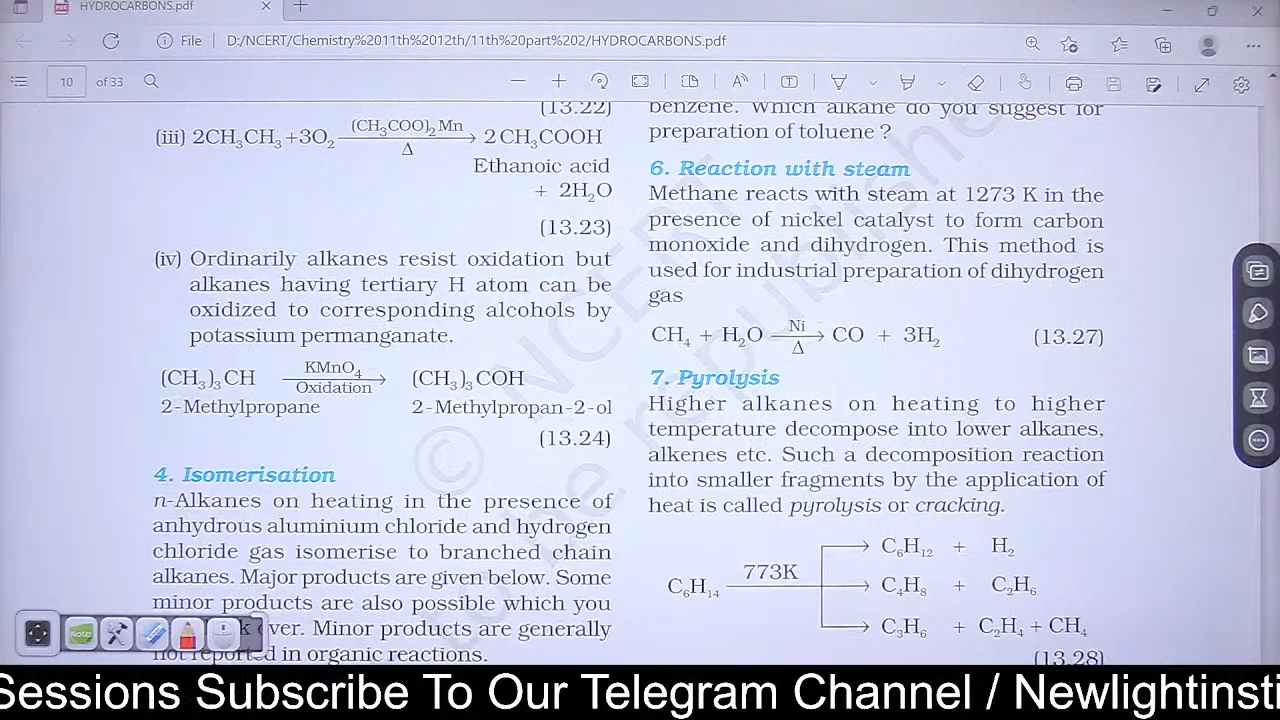 HYDROCARBONS.pdf
File D:/NCERT/Chemistry%2011th%2012th/11th%20part%202/HYDROCARBONS.pdf
10 of 33
(13.22)
(iii) 2CH₃CH₃ +3O₂ (CH₃COO)₂Mn Δ → 2 CH₃COOH
Ethanoic acid
+ 2H₂O
(13.23)
(iv) Ordinarily alkanes resist oxidation but
alkanes having tertiary H atom can be
oxidized to corresponding alcohols by
potassium permanganate.
(CH₃)₃CH KMnO₄ Oxidation → (CH₃)₃COH
2-Methylpropane 2-Methylpropan-2-ol
(13.24)
4. Isomerisation
n-Alkanes on heating in the presence of
anhydrous aluminium chloride and hydrogen
chloride gas isomerise to branched chain
alkanes. Major products are given below. Some
minor products are also possible which you
over. Minor products are generally
not reported in organic reactions.
benzene. Which alkane do you suggest for
preparation of toluene ?
6. Reaction with steam
Methane reacts with steam at 1273 K in the
presence of nickel catalyst to form carbon
monoxide and dihydrogen. This method is
used for industrial preparation of dihydrogen
gas
CH₄ + H₂O Ni Δ → CO + 3H₂ (13.27)
7. Pyrolysis
Higher alkanes on heating to higher
temperature decompose into lower alkanes,
alkenes etc. Such a decomposition reaction
into smaller fragments by the application of
heat is called pyrolysis or cracking.
C₆H₁₂ + H₂
C₆H₁₄ 773K → C₄H₈ + C₂H₆
C₃H₆ + C₂H₄ + CH₄
(13.28)
© NCERT
be republished
Note
Sessions Subscribe To Our Telegram Channel / Newlightinsti